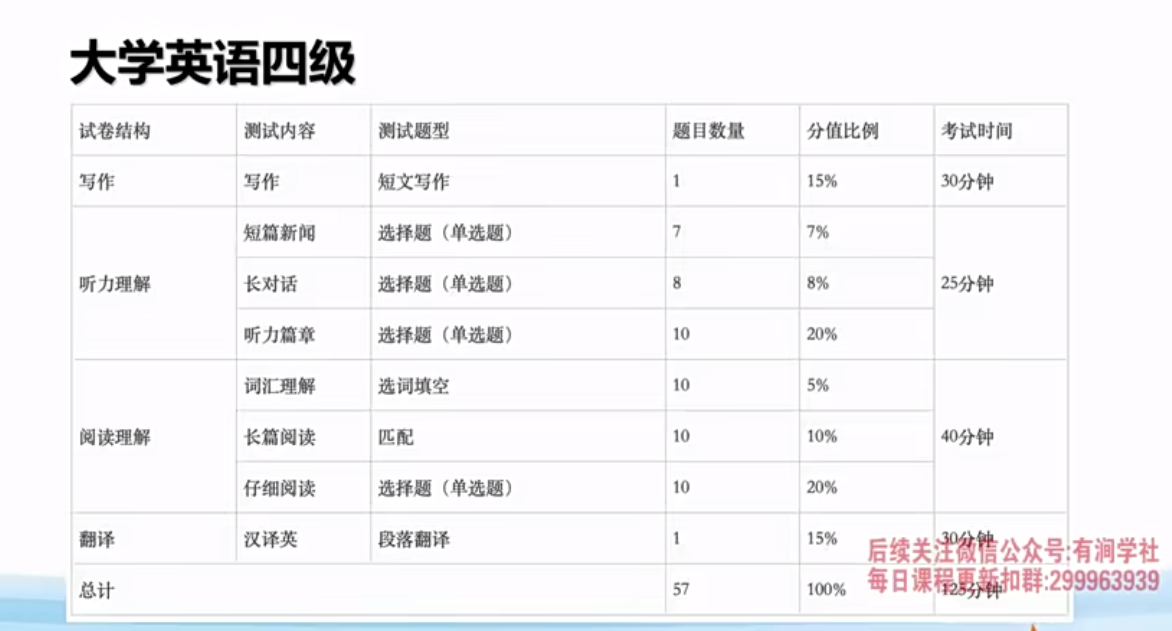 大学英语四级
试卷结构 测试内容 测试题型 题目数量 分值比例 考试时间
写作 写作 短文写作 1 15% 30分钟
听力理解 短篇新闻 选择题（单选题） 7 7% 25分钟
长对话 选择题（单选题） 8 8%
听力篇章 选择题（单选题） 10 20%
阅读理解 词汇理解 选词填空 10 5% 40分钟
长篇阅读 匹配 10 10%
仔细阅读 选择题（单选题） 10 20%
翻译 汉译英 段落翻译 1 15% 30分钟
总计 57 100% 125分钟
后续关注微信公众号:有涧学社
每日课程更新扣群:299963939